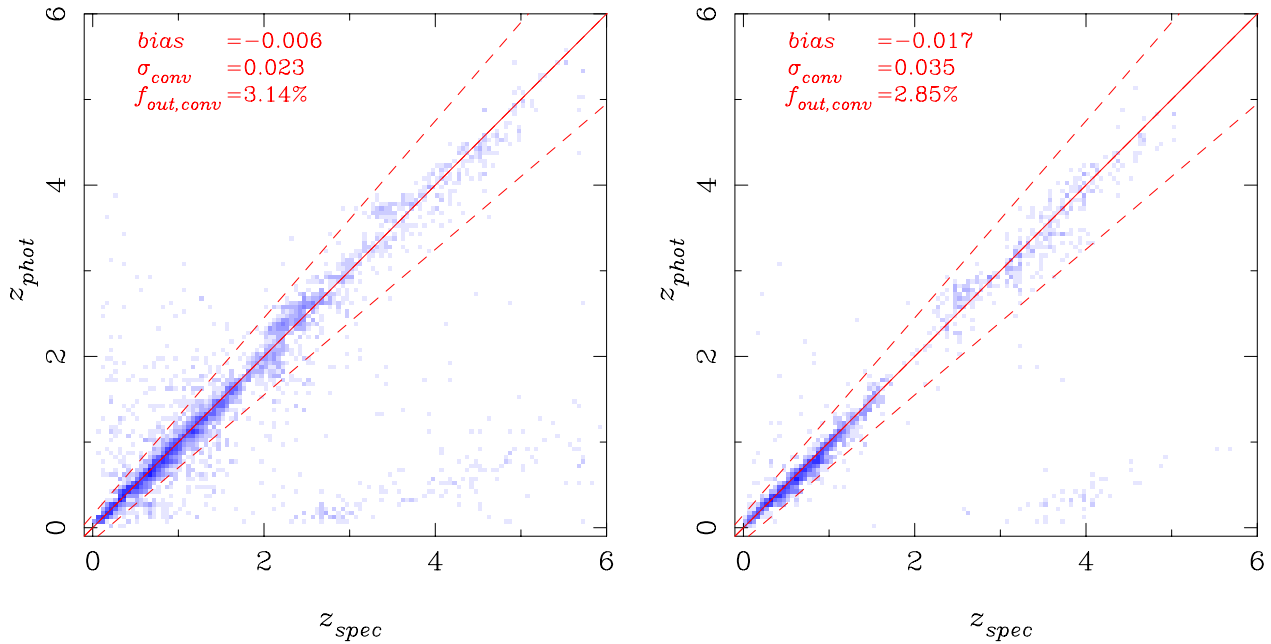 bias =−0.006
σconv =0.023
fout,conv =3.14%
6
4
2
0
zphot
0 2 4 6
zspec
bias =−0.017
σconv =0.035
fout,conv =2.85%
6
4
2
0
zphot
0 2 4 6
zspec